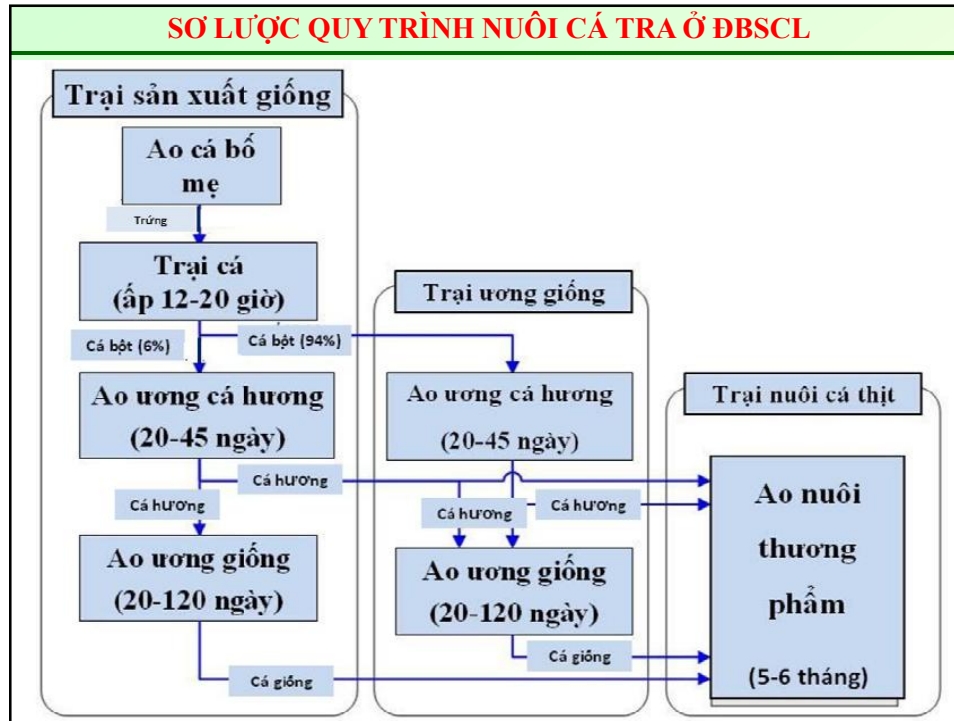 SƠ LƯỢC QUY TRÌNH NUÔI CÁ TRA Ở ĐBSCL
Trại sản xuất giống
Ao cá bố
mẹ
Trứng
Trại cá
(ấp 12-20 giờ)
Cá bột (6%)
Cá bột (94%)
Ao ương cá hương
(20-45 ngày)
Cá hương
Cá hương
Ao ương giống
(20-120 ngày)
Cá giống
Trại ương giống
Ao ương cá hương
(20-45 ngày)
Cá hương
Cá hương
Ao ương giống
(20-120 ngày)
Cá giống
Trại nuôi cá thịt
Ao nuôi
thương
phẩm
(5-6 tháng)